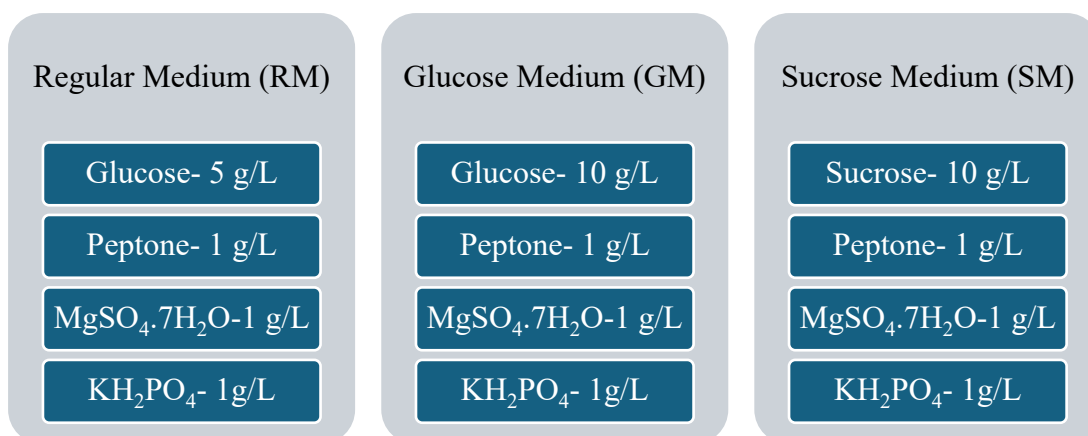 Regular Medium (RM)
Glucose- 5 g/L
Peptone- 1 g/L
MgSO₄.7H₂O-1 g/L
KH₂PO₄- 1g/L
Glucose Medium (GM)
Glucose- 10 g/L
Peptone- 1 g/L
MgSO₄.7H₂O-1 g/L
KH₂PO₄- 1g/L
Sucrose Medium (SM)
Sucrose- 10 g/L
Peptone- 1 g/L
MgSO₄.7H₂O-1 g/L
KH₂PO₄- 1g/L